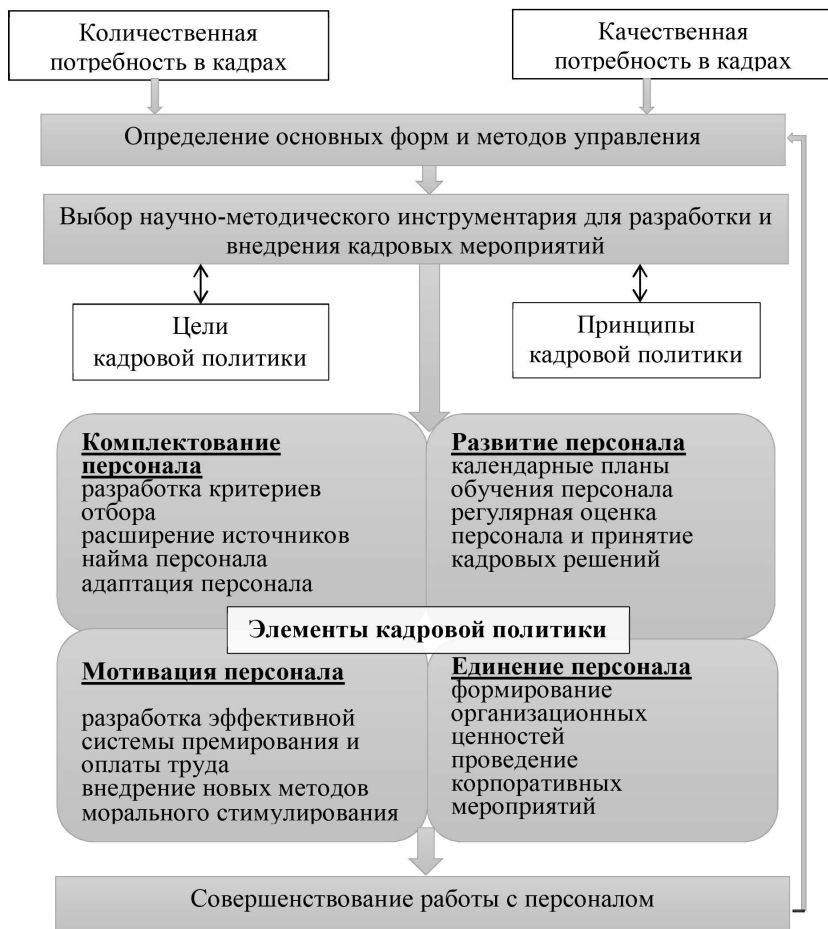 Количественная
потребность в кадрах
Качественная
потребность в кадрах
Определение основных форм и методов управления
Выбор научно-методического инструментария для разработки и
внедрения кадровых мероприятий
Цели
кадровой политики
Принципы
кадровой политики
Комплектование
персонала
разработка критериев
отбора
расширение источников
найма персонала
адаптация персонала
Развитие персонала
календарные планы
обучения персонала
регулярная оценка
персонала и принятие
кадровых решений
Элементы кадровой политики
Мотивация персонала
разработка эффективной
системы премирования и
оплаты труда
внедрение новых методов
морального стимулирования
Единение персонала
формирование
организационных
ценностей
проведение
корпоративных
мероприятий
Совершенствование работы с персоналом